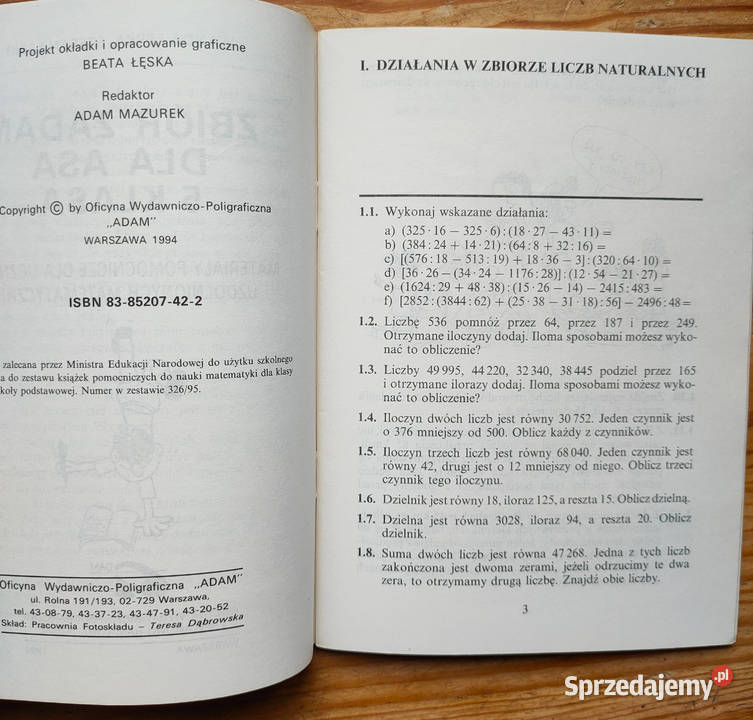 Projekt okładki i opracowanie graficzne
BEATA ŁĘSKA
Redaktor
ADAM MAZUREK
Copyright © by Oficyna Wydawniczo-Poligraficzna
„ADAM”
WARSZAWA 1994
ISBN 83-85207-42-2
zalecana przez Ministra Edukacji Narodowej do użytku szkolnego
a do zestawu książek pomocniczych do nauki matematyki dla klasy
koły podstawowej. Numer w zestawie 326/95.
Oficyna Wydawniczo-Poligraficzna „ADAM”
ul. Rolna 191/193, 02-729 Warszawa,
tel. 43-08-79, 43-37-23, 43-47-91, 43-20-52
Skład: Pracownia Fotoskładu – Teresa Dąbrowska
I. DZIAŁANIA W ZBIORZE LICZB NATURALNYCH
1.1. Wykonaj wskazane działania:
a) (325 · 16 − 325 · 6) : (18 · 27 − 43 · 11) =
b) (384 : 24 + 14 · 21) : (64 : 8 + 32 : 16) =
c) [(576 : 18 − 513 : 19) + 18 · 36 − 3] : (320 : 64 · 10) =
d) [36 · 26 − (34 · 24 − 1176 : 28)] : (12 · 54 − 21 · 27) =
e) (1624 : 29 + 48 · 38) : (15 · 26 − 14) − 2415 : 483 =
f) [2852 : (3844 : 62) + (25 · 38 − 31 · 18) : 56] − 2496 : 48 =
1.2. Liczbę 536 pomnóż przez 64, przez 187 i przez 249.
Otrzymane iloczyny dodaj. Iloma sposobami możesz wyko-
nać to obliczenie?
1.3. Liczby 49 995, 44 220, 32 340, 38 445 podziel przez 165
i otrzymane ilorazy dodaj. Iloma sposobami możesz wyko-
nać to obliczenie?
1.4. Iloczyn dwóch liczb jest równy 30 752. Jeden czynnik jest
o 376 mniejszy od 500. Oblicz każdy z czynników.
1.5. Iloczyn trzech liczb jest równy 68 040. Jeden czynnik jest
równy 42, drugi jest o 12 mniejszy od niego. Oblicz trzeci
czynnik tego iloczynu.
1.6. Dzielnik jest równy 18, iloraz 125, a reszta 15. Oblicz dzielną.
1.7. Dzielna jest równa 3028, iloraz 94, a reszta 20. Oblicz
dzielnik.
1.8. Suma dwóch liczb jest równa 47 268. Jedna z tych liczb
zakończona jest dwoma zerami, jeżeli odrzucimy te dwa
zera, to otrzymamy drugą liczbę. Znajdź obie liczby.
3
Sprzedajemy.pl